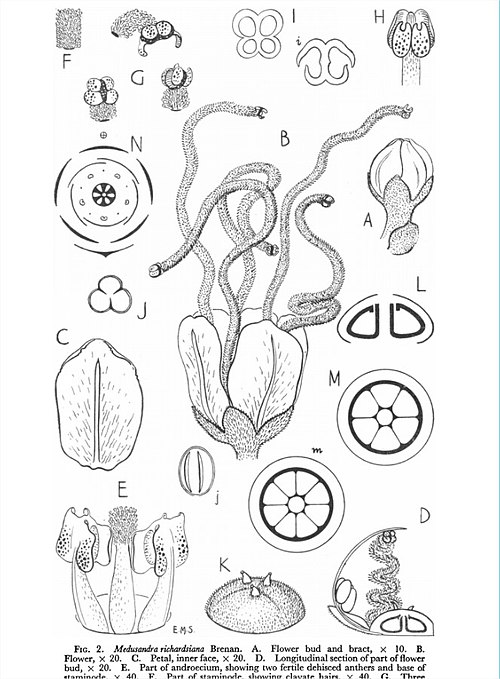 I
H
i
F
G
B
N
A
J
L
C
M
m
j
E
D
K
E.M.S.
Fig. 2. Medusandra richardsiana Brenan. A. Flower bud and bract, × 10. B.
Flower, × 20. C. Petal, inner face, × 20. D. Longitudinal section of part of flower
bud, × 20. E. Part of androecium, showing two fertile dehisced anthers and base of
staminode, × 40. F. Part of staminode, showing clavate hairs, × 40. G. Three